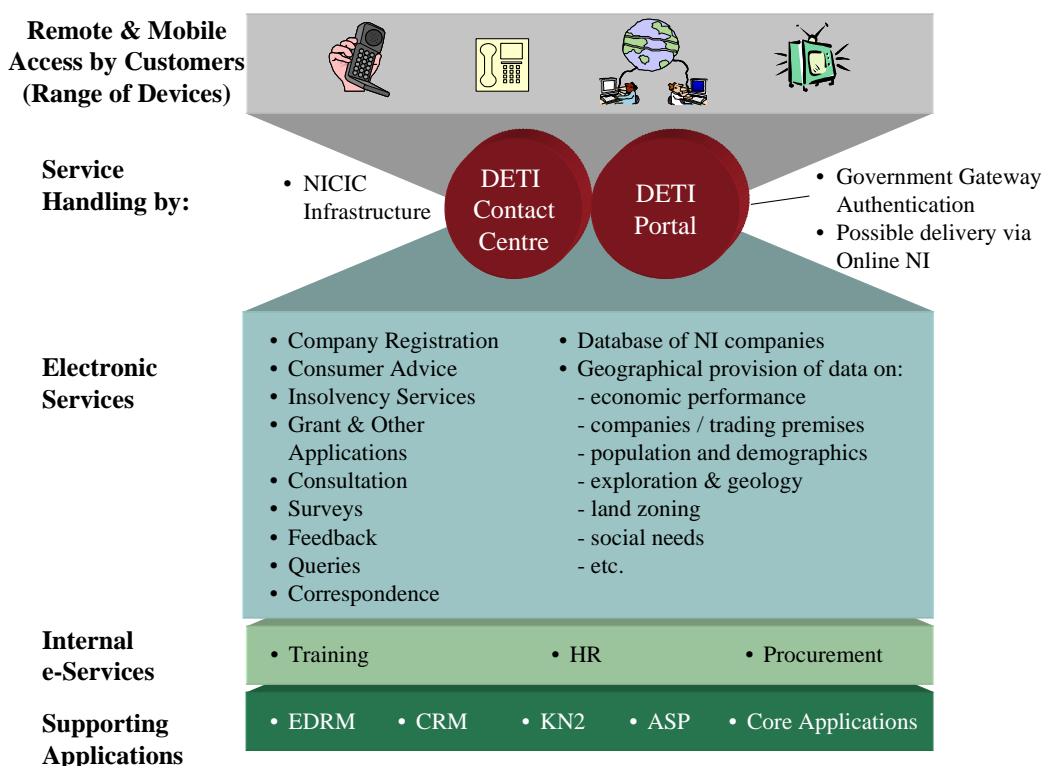 Remote & Mobile
Access by Customers
(Range of Devices)
Service
Handling by:
• NICIC
Infrastructure
DETI
Contact
Centre
DETI
Portal
• Government Gateway
Authentication
• Possible delivery via
Online NI
Electronic
Services
• Company Registration
• Consumer Advice
• Insolvency Services
• Grant & Other
Applications
• Consultation
• Surveys
• Feedback
• Queries
• Correspondence
• Database of NI companies
• Geographical provision of data on:
- economic performance
- companies / trading premises
- population and demographics
- exploration & geology
- land zoning
- social needs
- etc.
Internal
e-Services
• Training • HR • Procurement
Supporting
Applications
• EDRM • CRM • KN2 • ASP • Core Applications